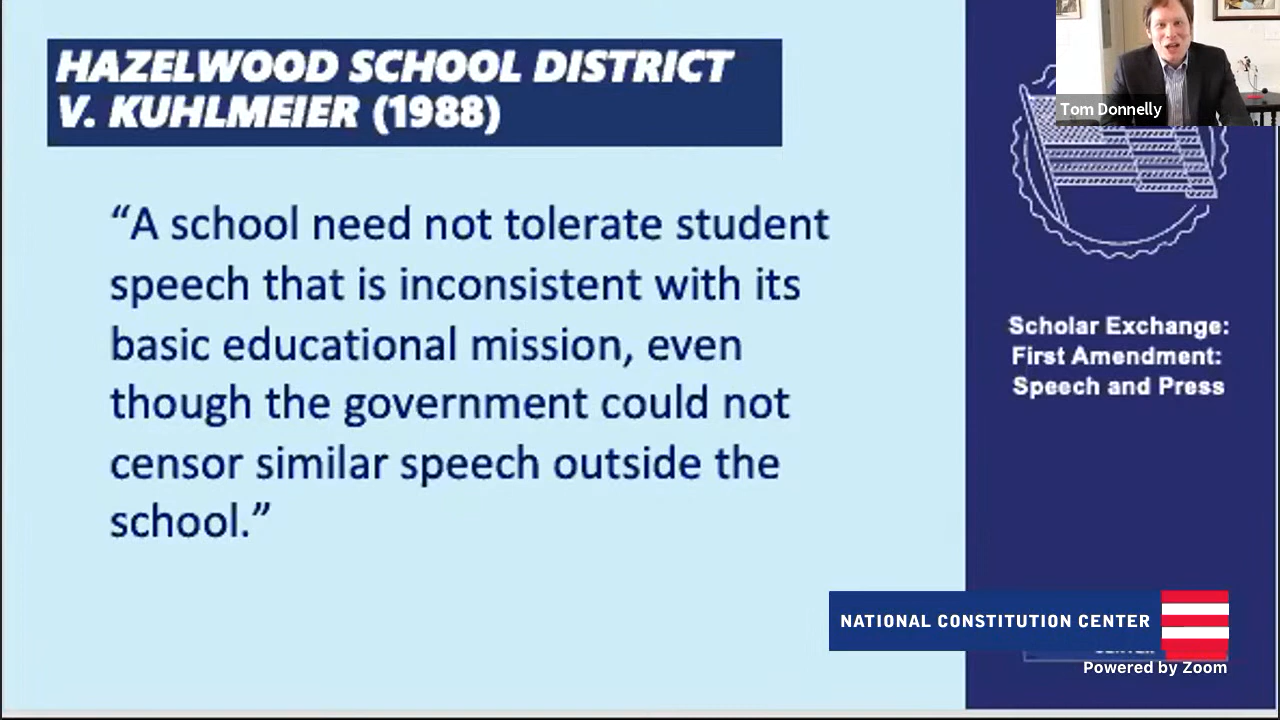 HAZELWOOD SCHOOL DISTRICT
V. KUHLMEIER (1988)
“A school need not tolerate student
speech that is inconsistent with its
basic educational mission, even
though the government could not
censor similar speech outside the
school.”
Tom Donnelly
Scholar Exchange:
First Amendment:
Speech and Press
NATIONAL CONSTITUTION CENTER
Powered by Zoom